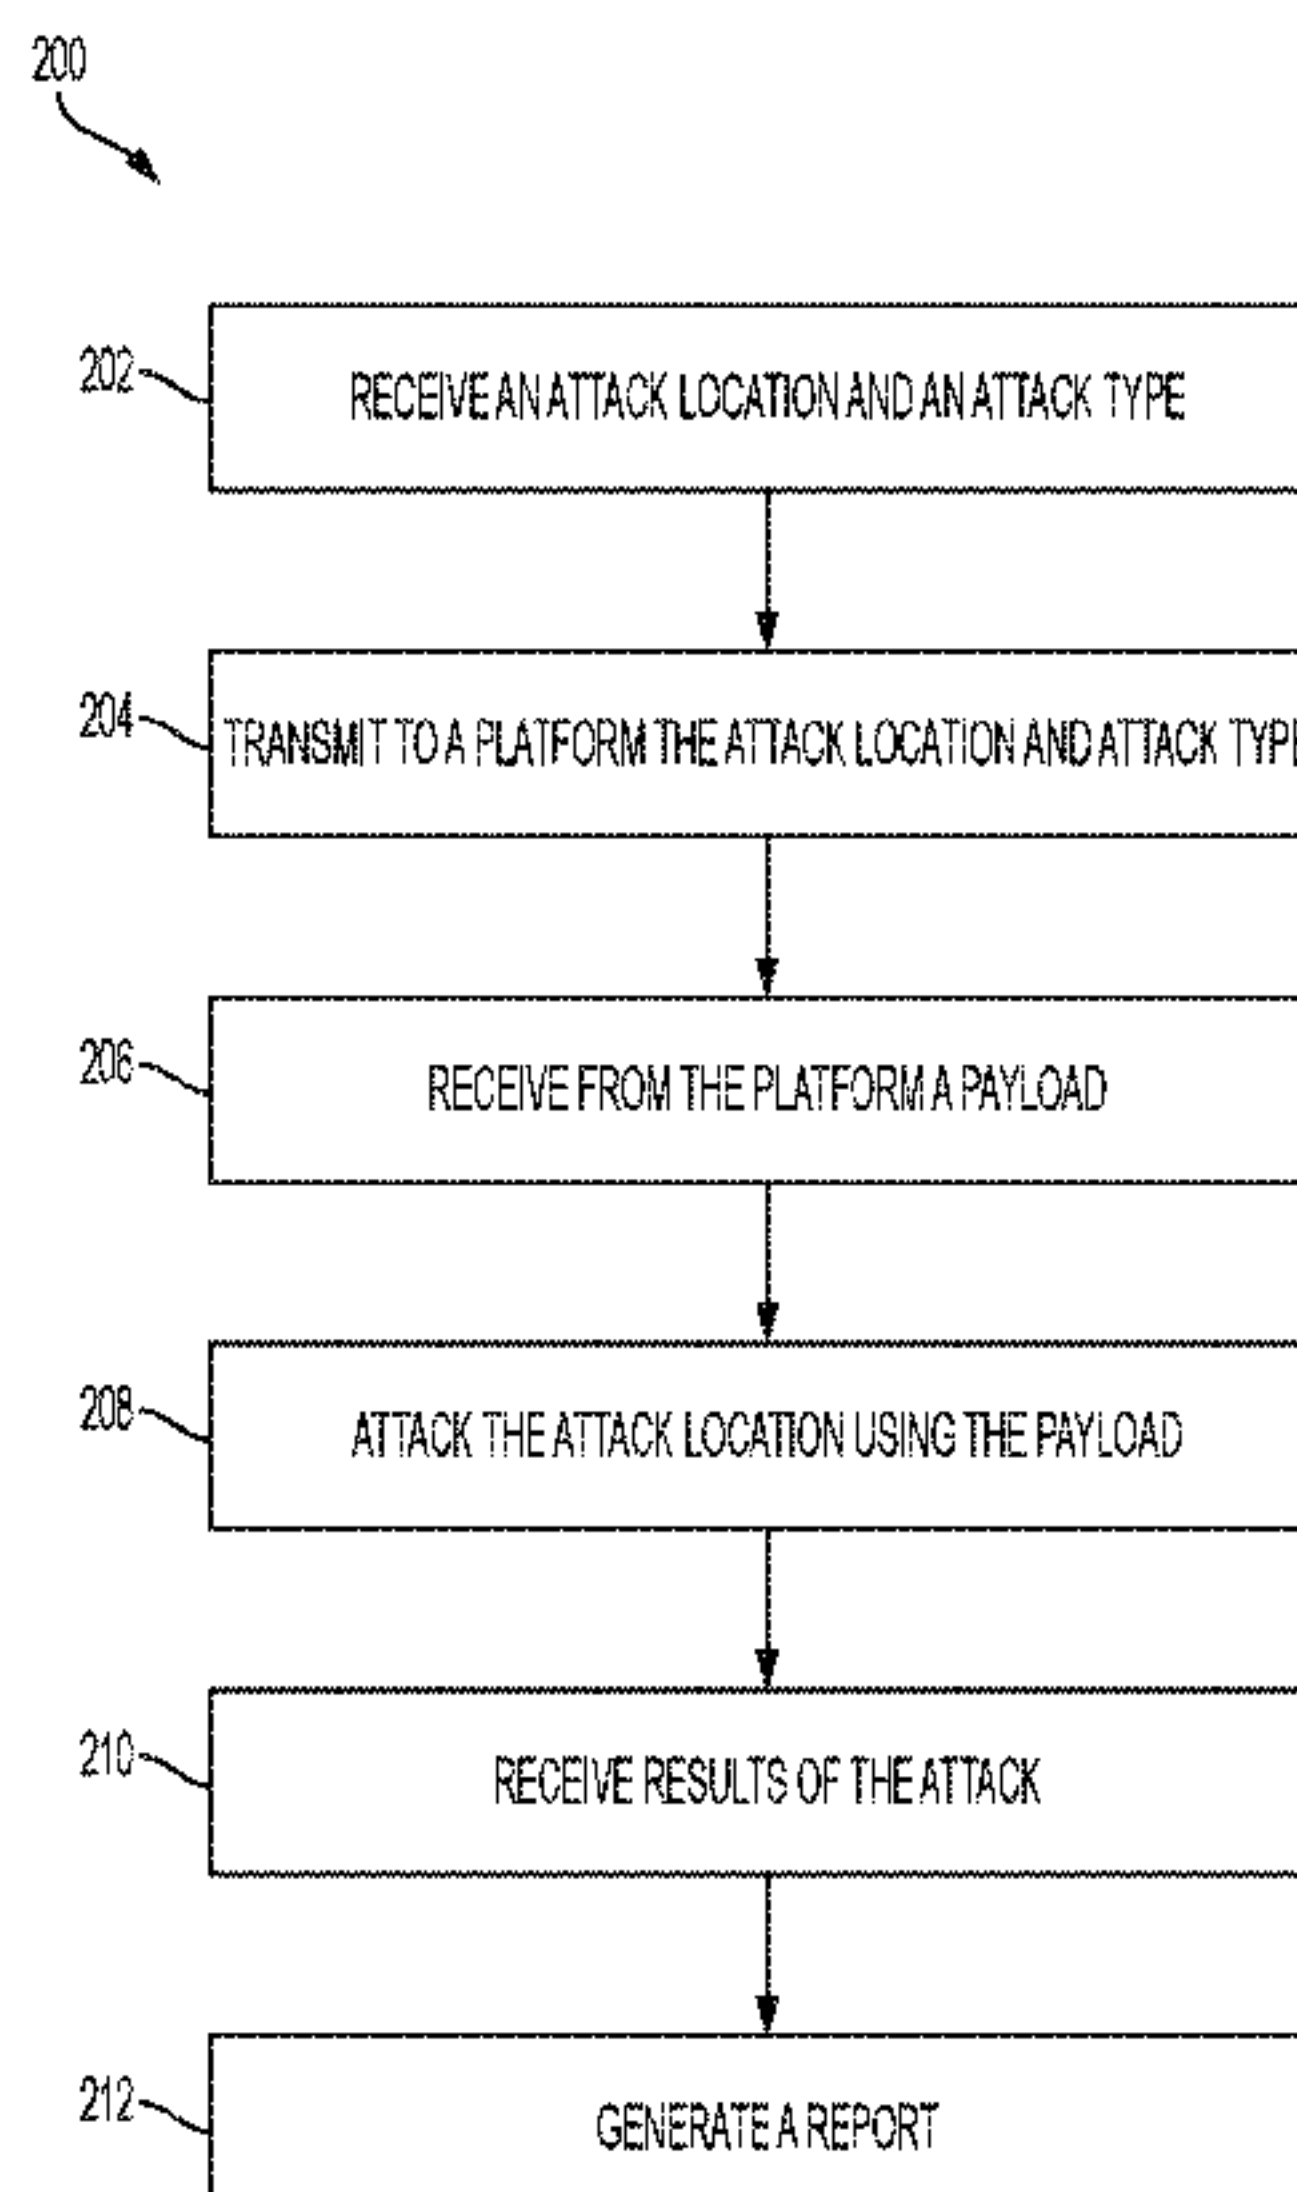 200
202
RECEIVE AN ATTACK LOCATION AND AN ATTACK TYPE
204
TRANSMIT TO A PLATFORM THE ATTACK LOCATION AND ATTACK TYPE
206
RECEIVE FROM THE PLATFORM A PAYLOAD
208
ATTACK THE ATTACK LOCATION USING THE PAYLOAD
210
RECEIVE RESULTS OF THE ATTACK
212
GENERATE A REPORT